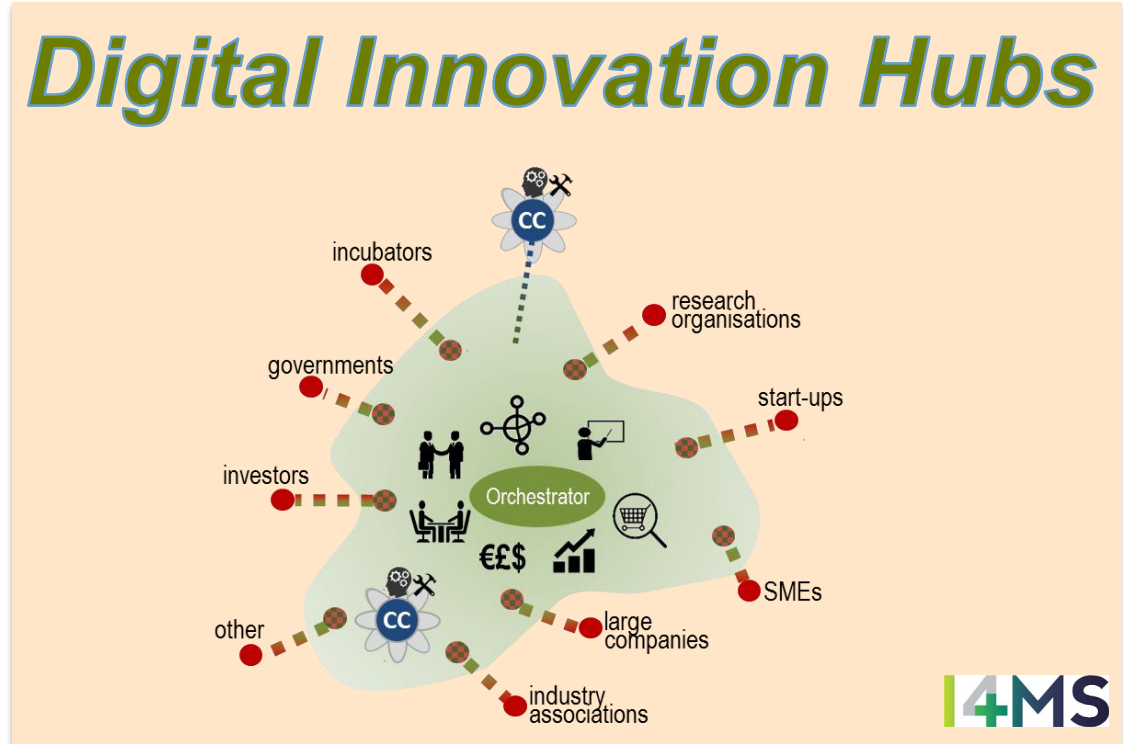 Digital Innovation Hubs
CC
incubators
research
organisations
governments
start-ups
investors
Orchestrator
€£$
SMEs
CC
other
large
companies
industry
associations
I4MS